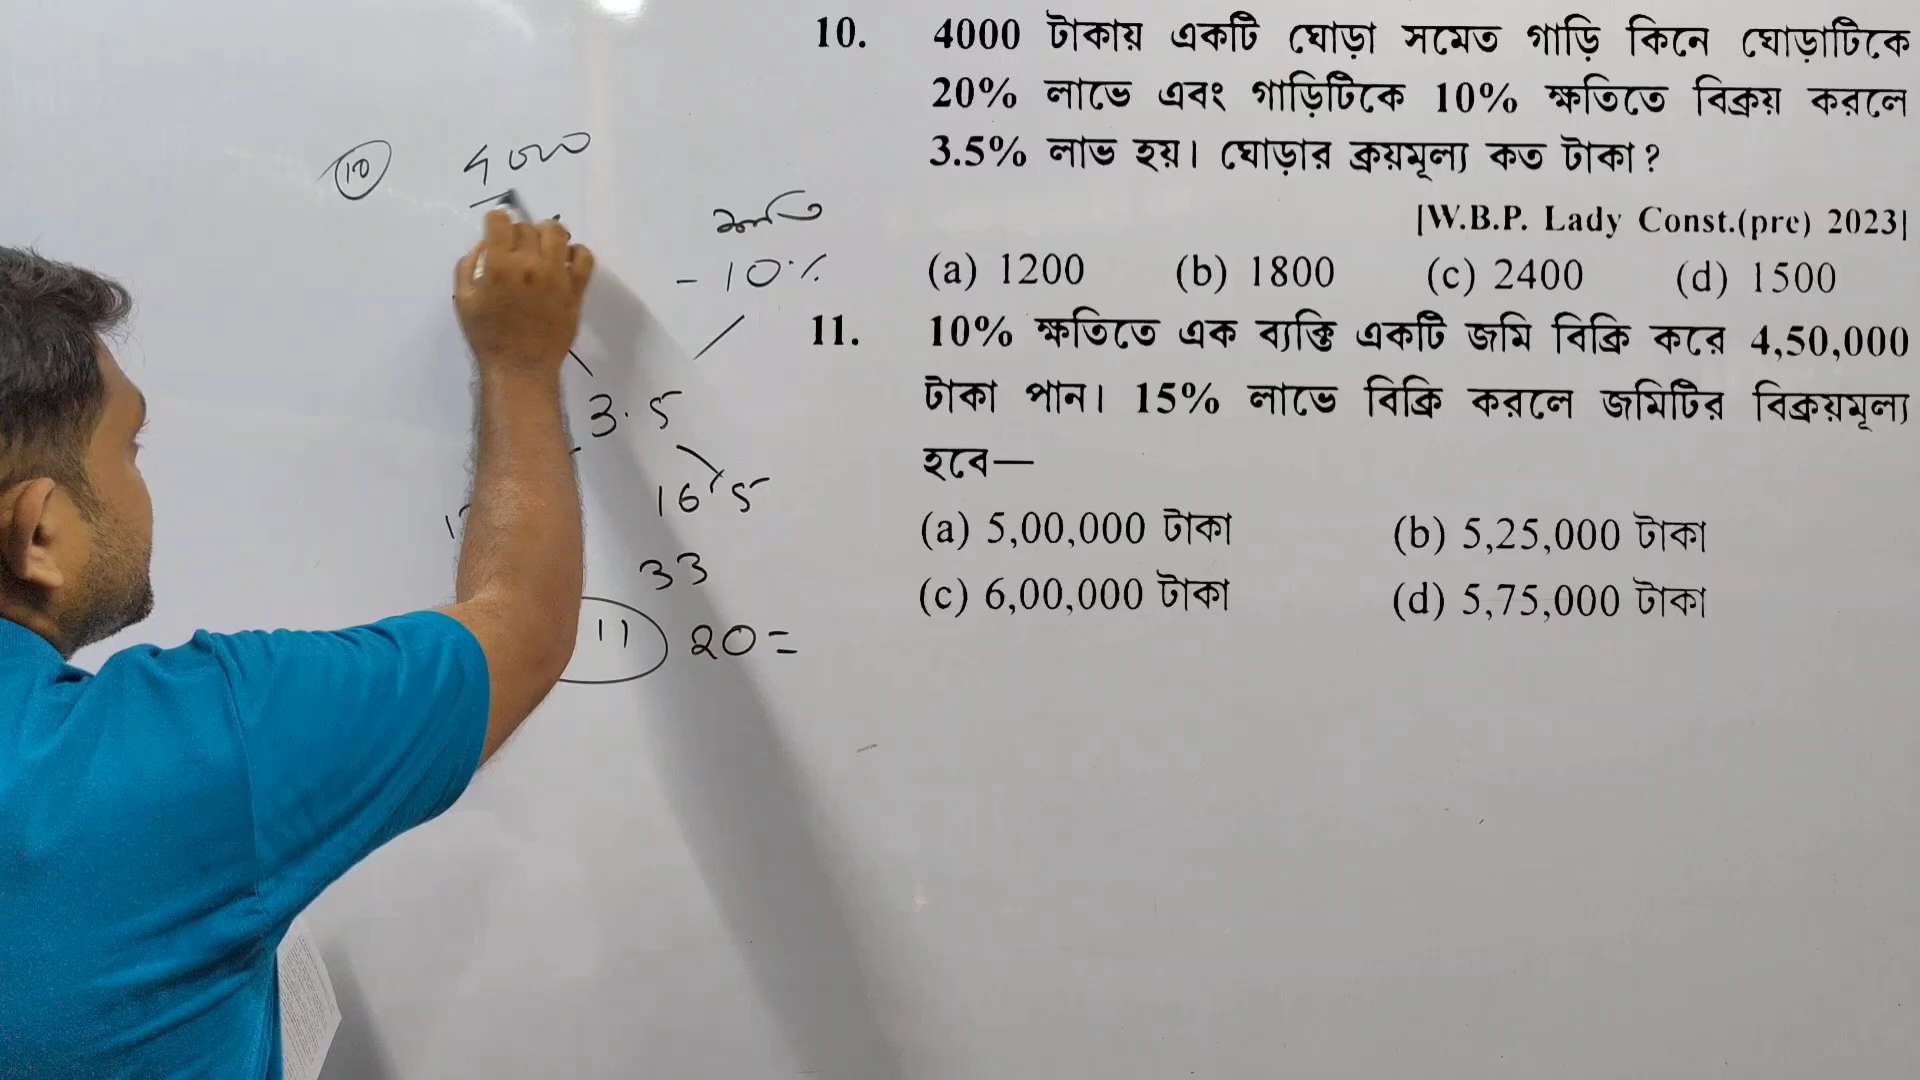 10. 4000 টাকায় একটি ঘোড়া সমেত গাড়ি কিনে ঘোড়াটিকে
20% লাভে এবং গাড়িটিকে 10% ক্ষতিতে বিক্রয় করলে
3.5% লাভ হয়। ঘোড়ার ক্রয়মূল্য কত টাকা?
[W.B.P. Lady Const.(pre) 2023]
(a) 1200 (b) 1800 (c) 2400 (d) 1500
11. 10% ক্ষতিতে এক ব্যক্তি একটি জমি বিক্রি করে 4,50,000
টাকা পান। 15% লাভে বিক্রি করলে জমিটির বিক্রয়মূল্য
হবে—
(a) 5,00,000 টাকা (b) 5,25,000 টাকা
(c) 6,00,000 টাকা (d) 5,75,000 টাকা
10 4000
ক্ষতি
- 10%
3.5
16.5
33
11 20=